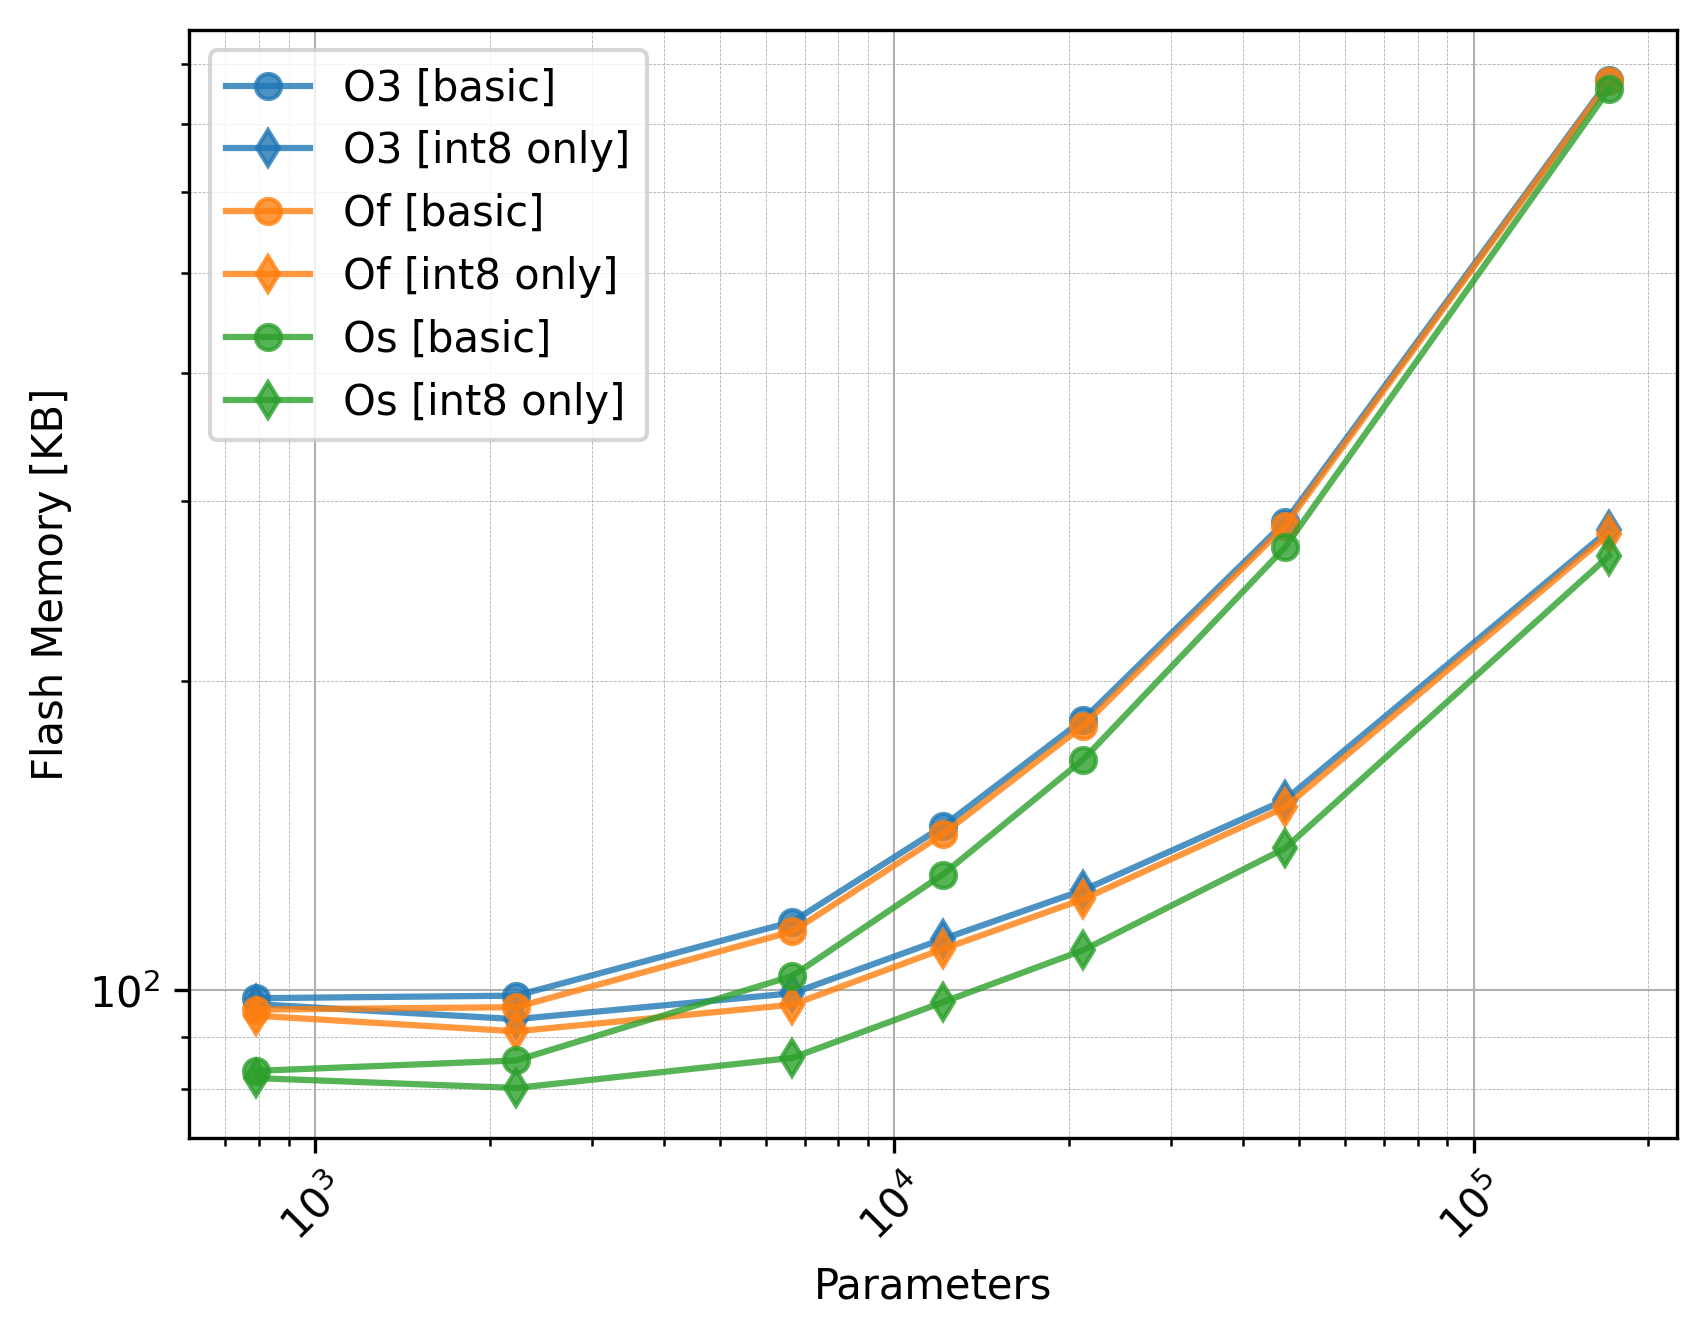 O3 [basic]
O3 [int8 only]
Of [basic]
Of [int8 only]
Os [basic]
Os [int8 only]
Flash Memory [KB]
10²
10³
10⁴
10⁵
Parameters